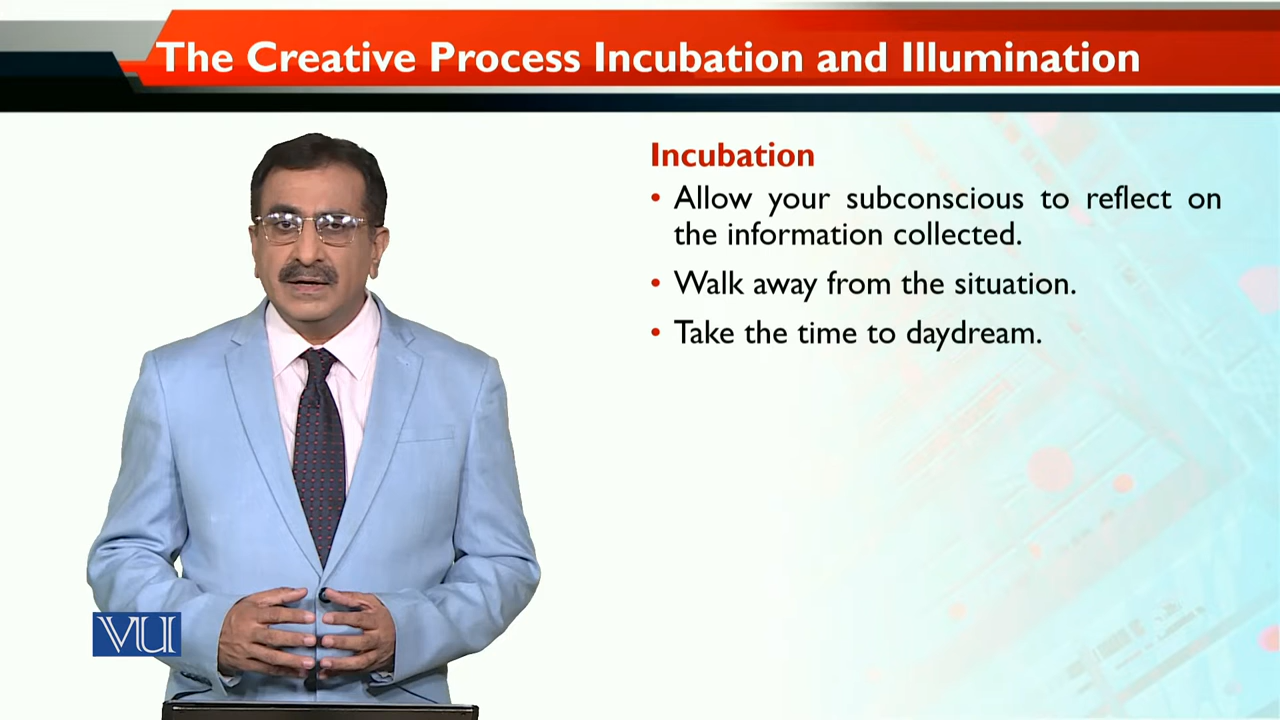 The Creative Process Incubation and Illumination
Incubation
• Allow your subconscious to reflect on
the information collected.
• Walk away from the situation.
• Take the time to daydream.
VU